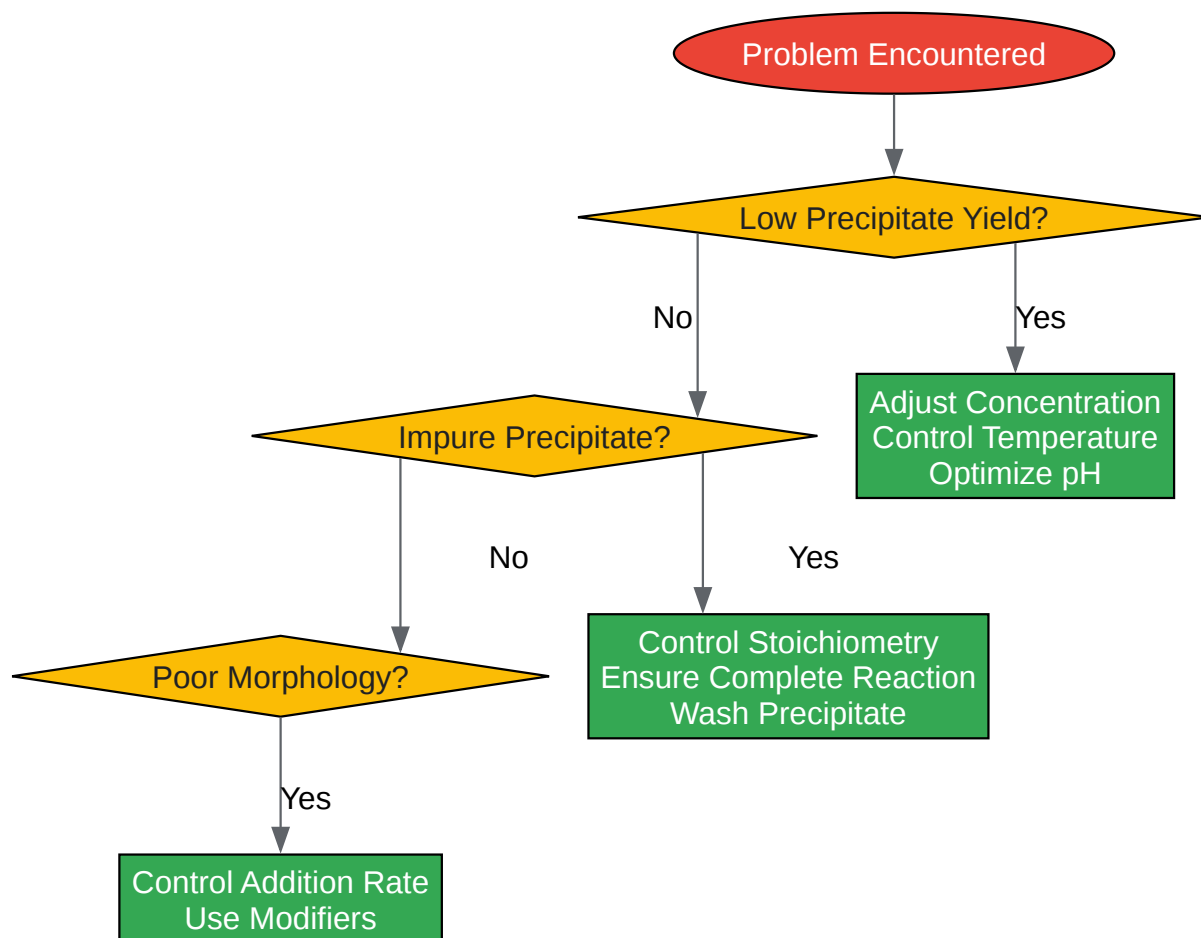 Problem Encountered
Low Precipitate Yield?
No
Yes
Adjust Concentration
Control Temperature
Optimize pH
Impure Precipitate?
No
Yes
Control Stoichiometry
Ensure Complete Reaction
Wash Precipitate
Poor Morphology?
Yes
Control Addition Rate
Use Modifiers